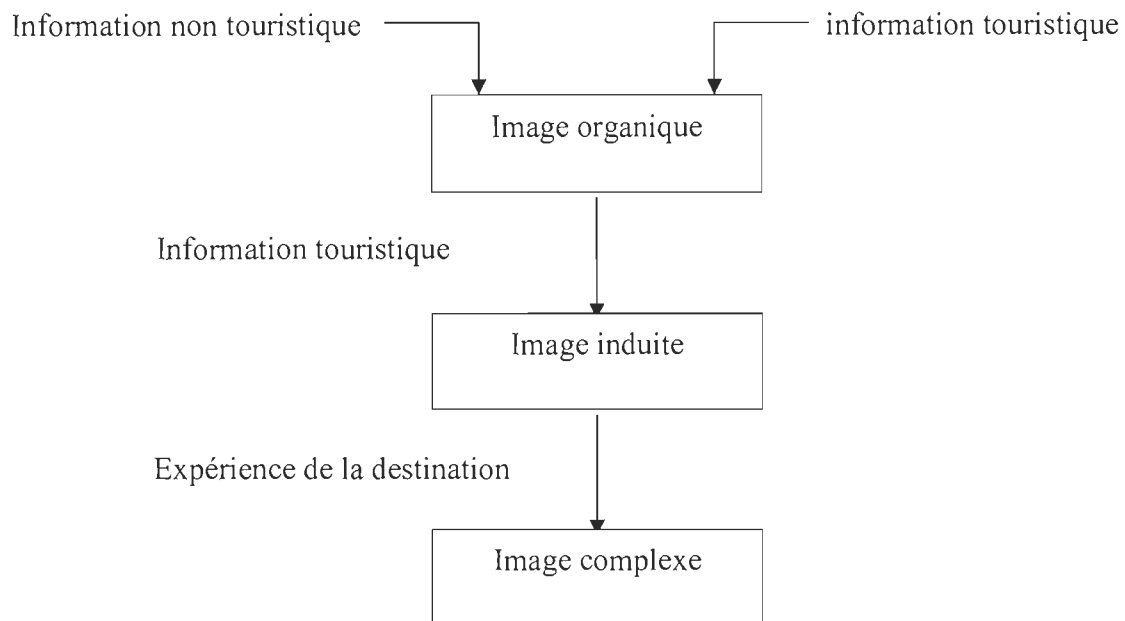 Information non touristique
information touristique
Image organique
Information touristique
Image induite
Expérience de la destination
Image complexe